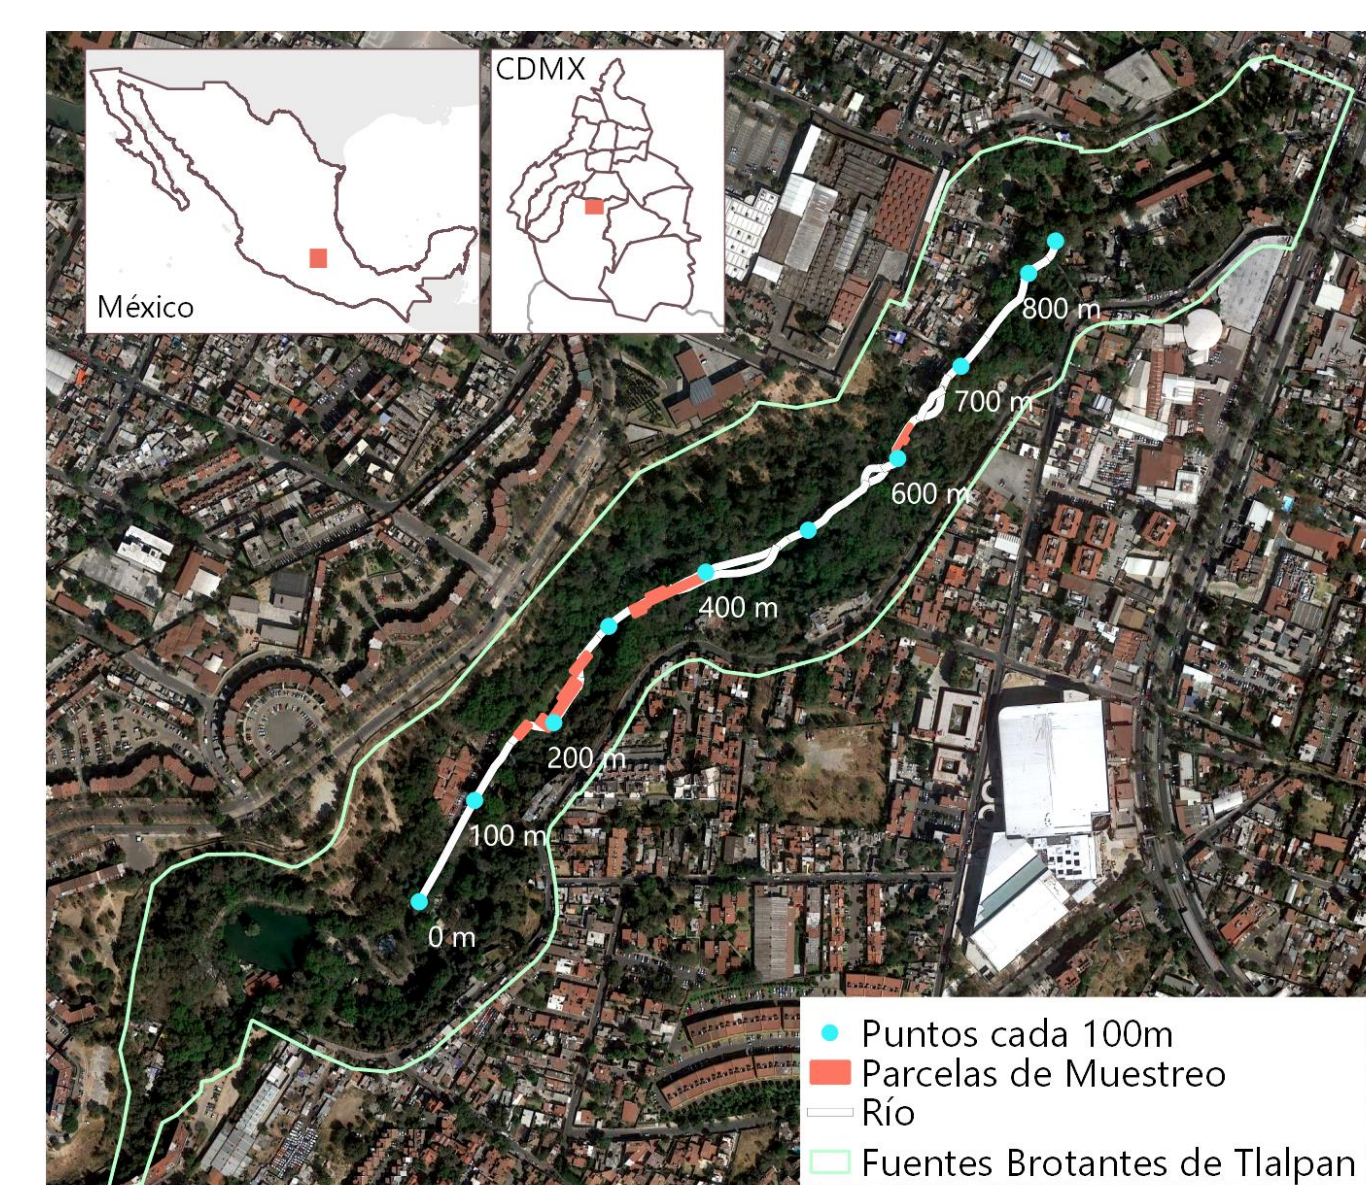 CDMX
México
800 m
700 m
600 m
400 m
200 m
100 m
0 m
Puntos cada 100m
Parcelas de Muestreo
Río
Fuentes Brotantes de Tlalpan